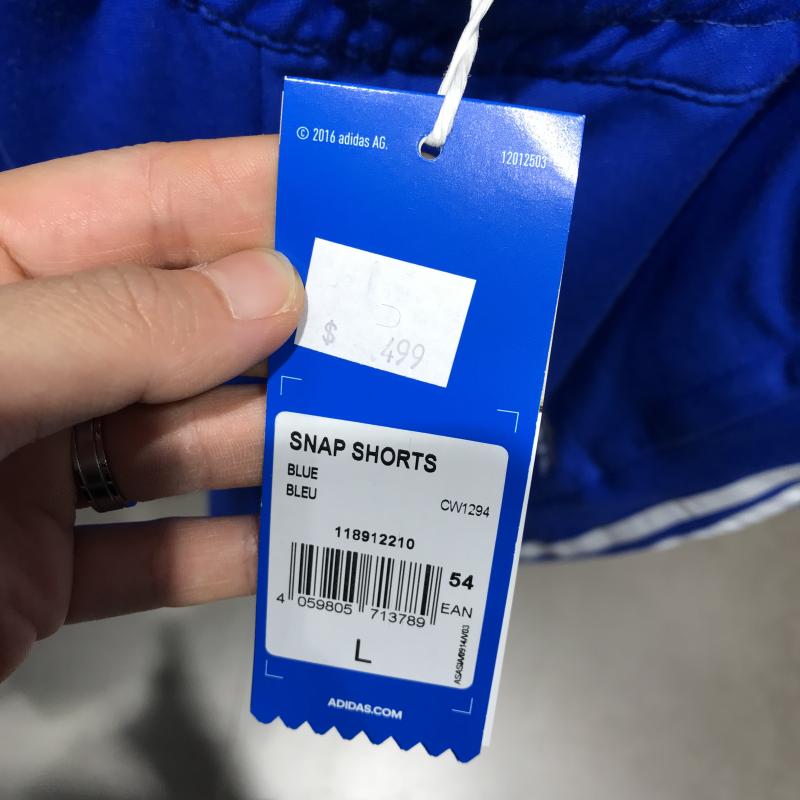 © 2016 adidas AG.
12012503
$ 499
SNAP SHORTS
BLUE
BLEU
CW1294
118912210
54
4 059805 713789
EAN
L
ADIDAS.COM